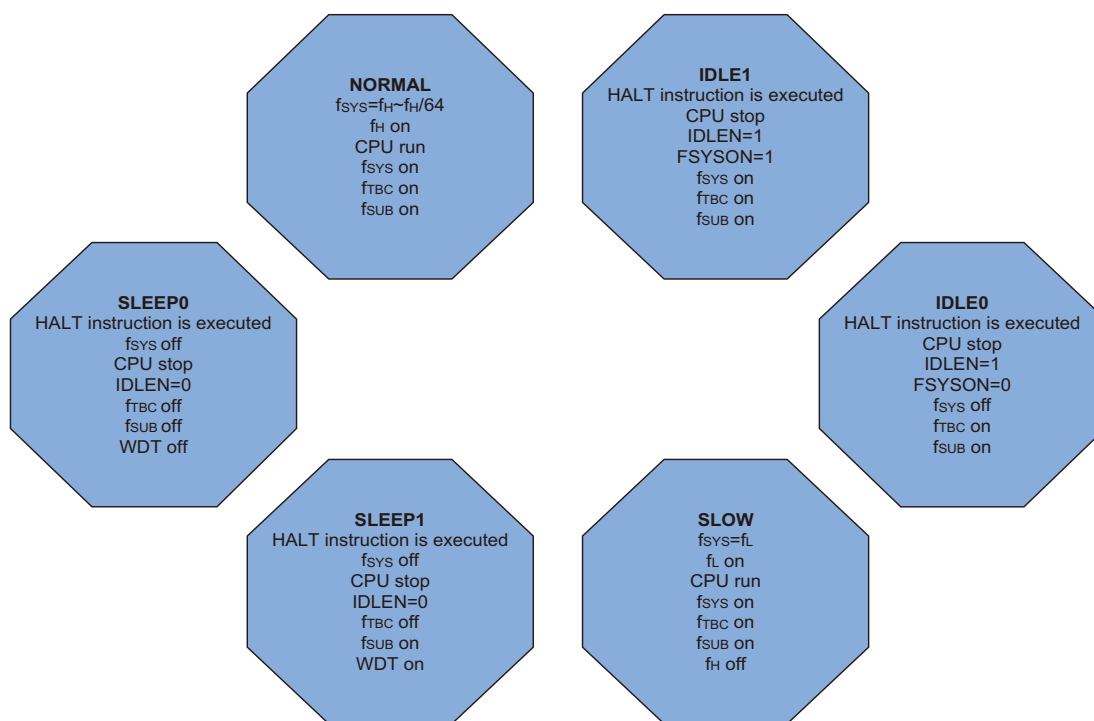 NORMAL
fSYS=fH~fH/64
fH on
CPU run
fSYS on
fTBC on
fSUB on
IDLE1
HALT instruction is executed
CPU stop
IDLEN=1
FSYSON=1
fSYS on
fTBC on
fSUB on
SLEEP0
HALT instruction is executed
fSYS off
CPU stop
IDLEN=0
fTBC off
fSUB off
WDT off
IDLE0
HALT instruction is executed
CPU stop
IDLEN=1
FSYSON=0
fSYS off
fTBC on
fSUB on
SLEEP1
HALT instruction is executed
fSYS off
CPU stop
IDLEN=0
fTBC off
fSUB on
WDT on
SLOW
fSYS=fL
fL on
CPU run
fSYS on
fTBC on
fSUB on
fH off